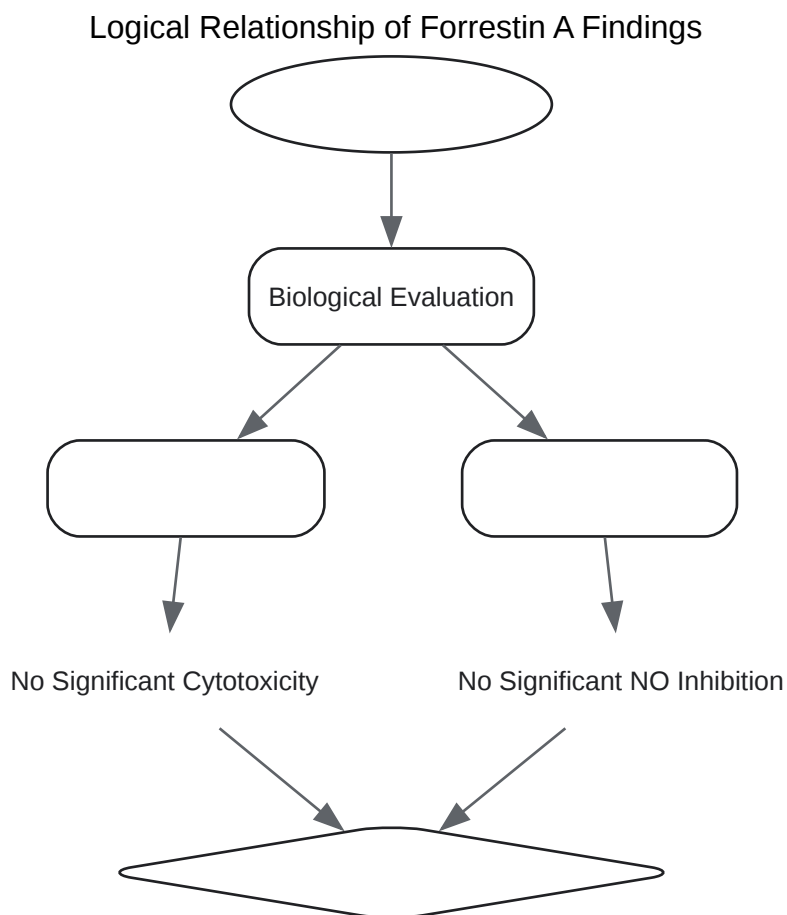 Logical Relationship of Forrestin A Findings
Biological Evaluation
No Significant Cytotoxicity
No Significant NO Inhibition